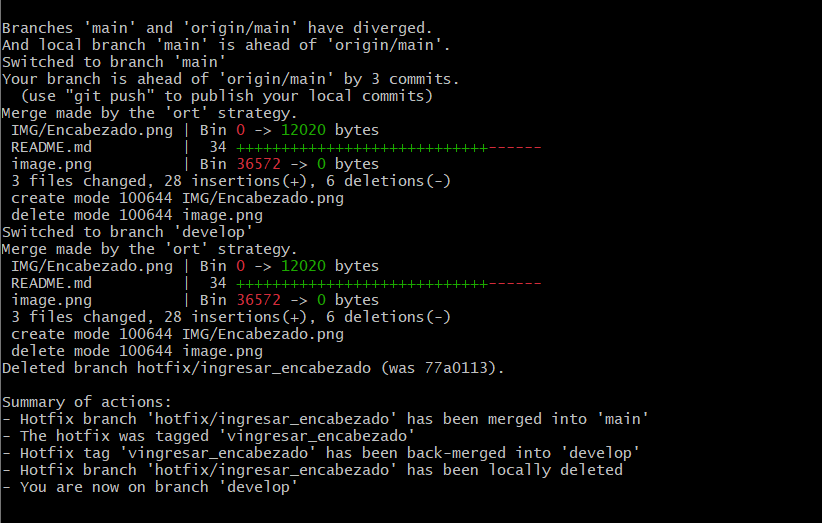 Branches 'main' and 'origin/main' have diverged.
And local branch 'main' is ahead of 'origin/main'.
Switched to branch 'main'
Your branch is ahead of 'origin/main' by 3 commits.
  (use "git push" to publish your local commits)
Merge made by the 'ort' strategy.
 IMG/Encabezado.png | Bin 0 -> 12020 bytes
 README.md          |  34 ++++++++++++++++++++++++++++------
 image.png          | Bin 36572 -> 0 bytes
 3 files changed, 28 insertions(+), 6 deletions(-)
 create mode 100644 IMG/Encabezado.png
 delete mode 100644 image.png
Switched to branch 'develop'
Merge made by the 'ort' strategy.
 IMG/Encabezado.png | Bin 0 -> 12020 bytes
 README.md          |  34 ++++++++++++++++++++++++++++------
 image.png          | Bin 36572 -> 0 bytes
 3 files changed, 28 insertions(+), 6 deletions(-)
 create mode 100644 IMG/Encabezado.png
 delete mode 100644 image.png
Deleted branch hotfix/ingresar_encabezado (was 77a0113).

Summary of actions:
- Hotfix branch 'hotfix/ingresar_encabezado' has been merged into 'main'
- The hotfix was tagged 'vingresar_encabezado'
- Hotfix tag 'vingresar_encabezado' has been back-merged into 'develop'
- Hotfix branch 'hotfix/ingresar_encabezado' has been locally deleted
- You are now on branch 'develop'